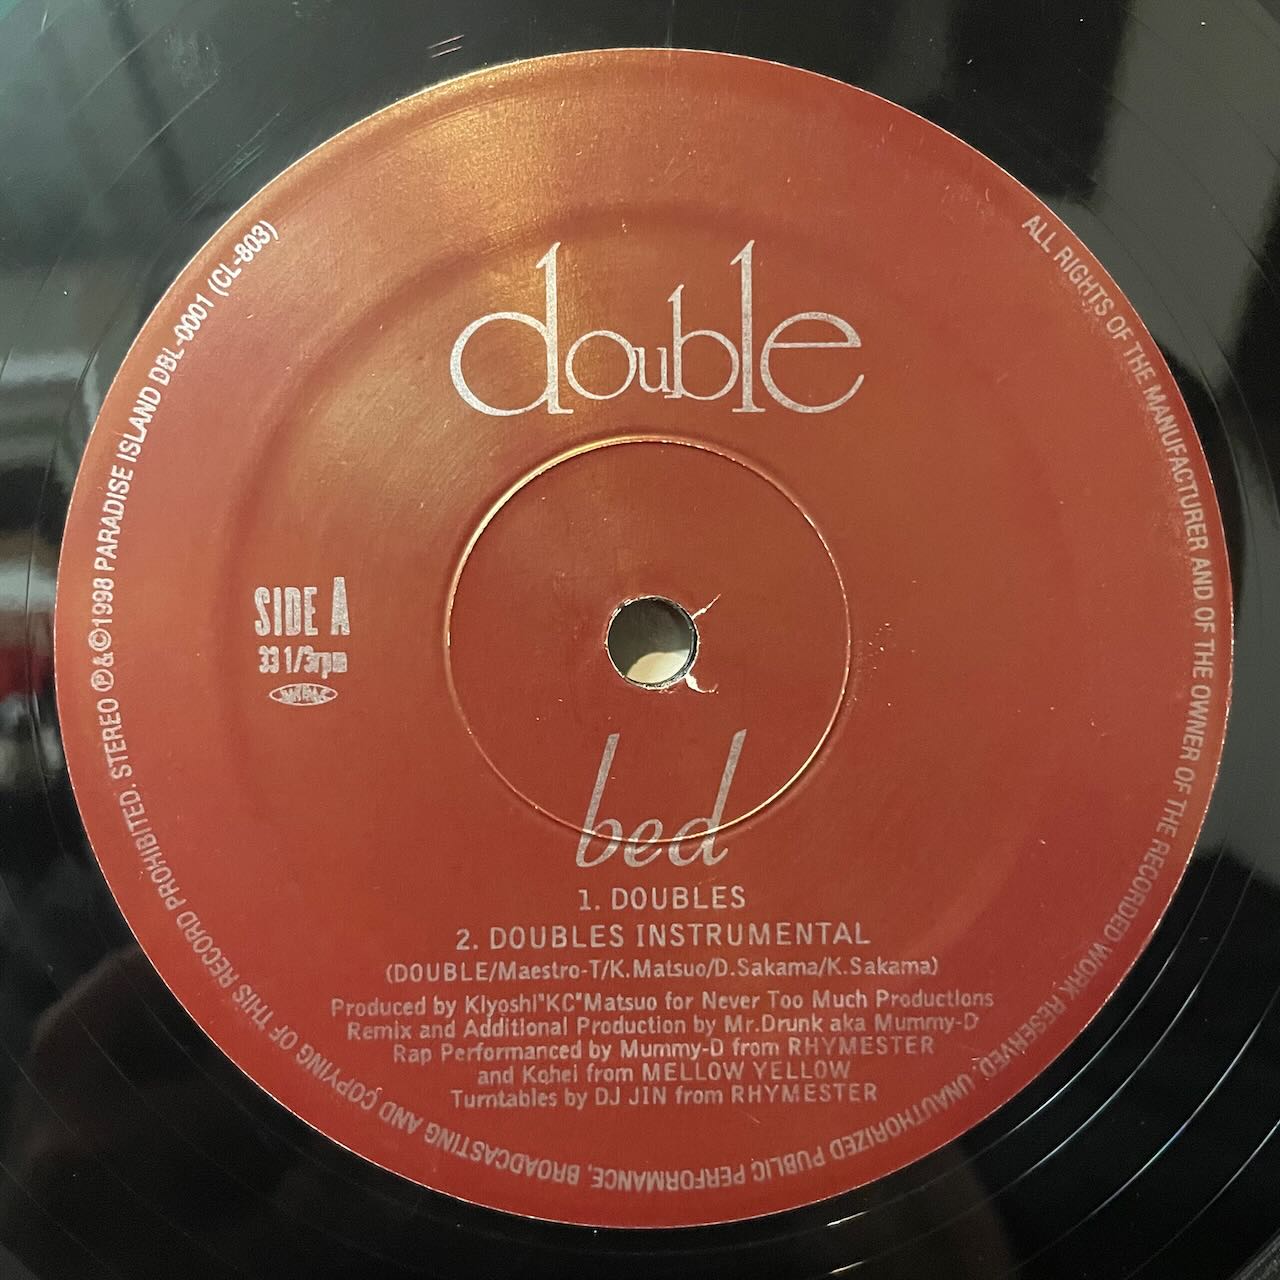 double
SIDE A
33 1/3rpm
bed
1. DOUBLES
2. DOUBLES INSTRUMENTAL
(DOUBLE/Maestro-T/K.Matsuo/D.Sakama/K.Sakama)
Produced by Kiyoshi"KC"Matsuo for Never Too Much Productions
Remix and Additional Production by Mr.Drunk aka Mummy-D
Rap Performanced by Mummy-D from RHYMESTER
and Kohei from MELLOW YELLOW
Turntables by DJ JIN from RHYMESTER
ALL RIGHTS OF THE MANUFACTURER AND OF THE OWNER OF THE RECORDED WORK RESERVED. UNAUTHORIZED PUBLIC PERFORMANCE, BROADCASTING AND COPYING OF THIS RECORD PROHIBITED. STEREO ℗&©1998 PARADISE ISLAND DBL-0001 (CL-803)